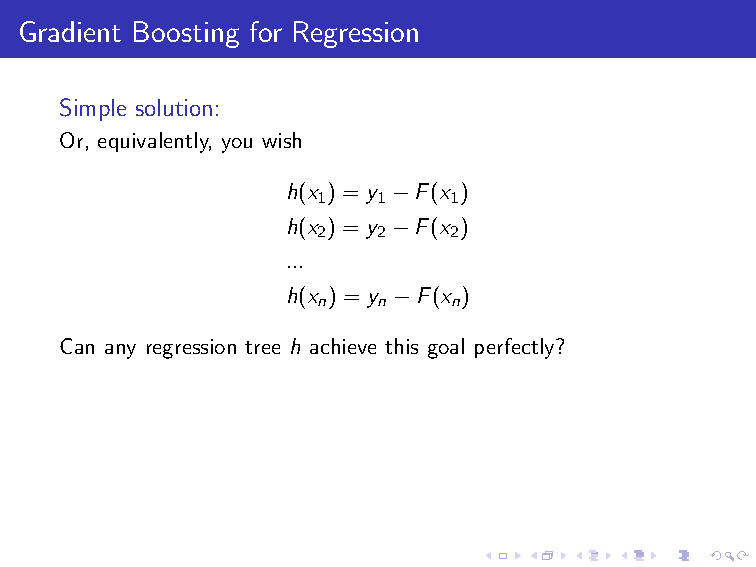 Gradient Boosting for Regression
Simple solution:
Or, equivalently, you wish
h(x₁) = y₁ − F(x₁)
h(x₂) = y₂ − F(x₂)
...
h(xₙ) = yₙ − F(xₙ)
Can any regression tree h achieve this goal perfectly?